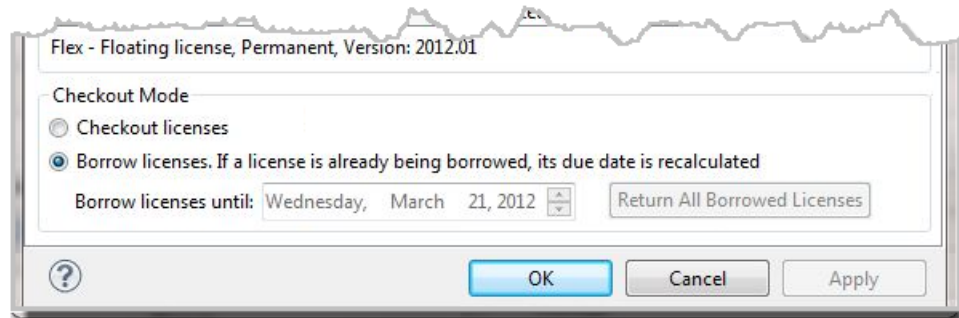 Flex - Floating license, Permanent, Version: 2012.01
Checkout Mode
Checkout licenses
Borrow licenses. If a license is already being borrowed, its due date is recalculated
Borrow licenses until: Wednesday, March 21, 2012 Return All Borrowed Licenses
? OK Cancel Apply